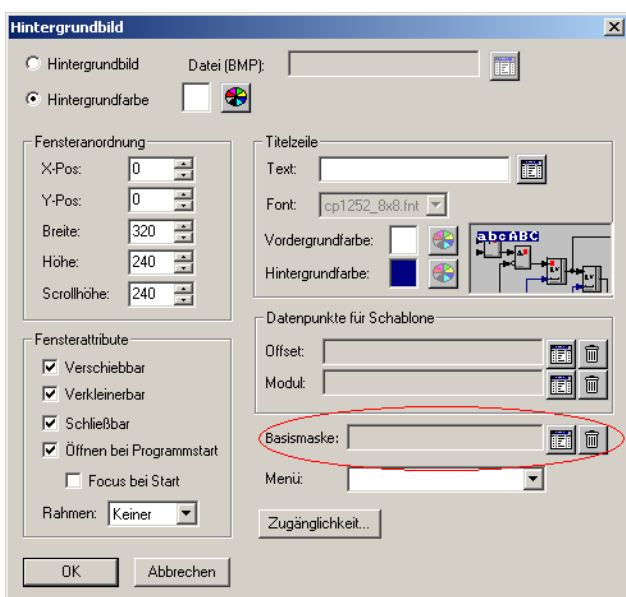 Hintergrundbild
Hintergrundbild Datei (BMP):
Hintergrundfarbe
Fensteranordnung
X-Pos: 0
Y-Pos: 0
Breite: 320
Höhe: 240
Scrollhöhe: 240
Fensterattribute
Verschiebbar
Verkleinerbar
Schließbar
Öffnen bei Programmstart
Focus bei Start
Rahmen: Keiner
Titelzeile
Text:
Font: cp1252_8x8.fnt
Vordergrundfarbe:
Hintergrundfarbe:
abcABC
Datenpunkte für Schablone
Offset:
Modul:
Basismaske:
Menü:
Zugänglichkeit...
OK Abbrechen